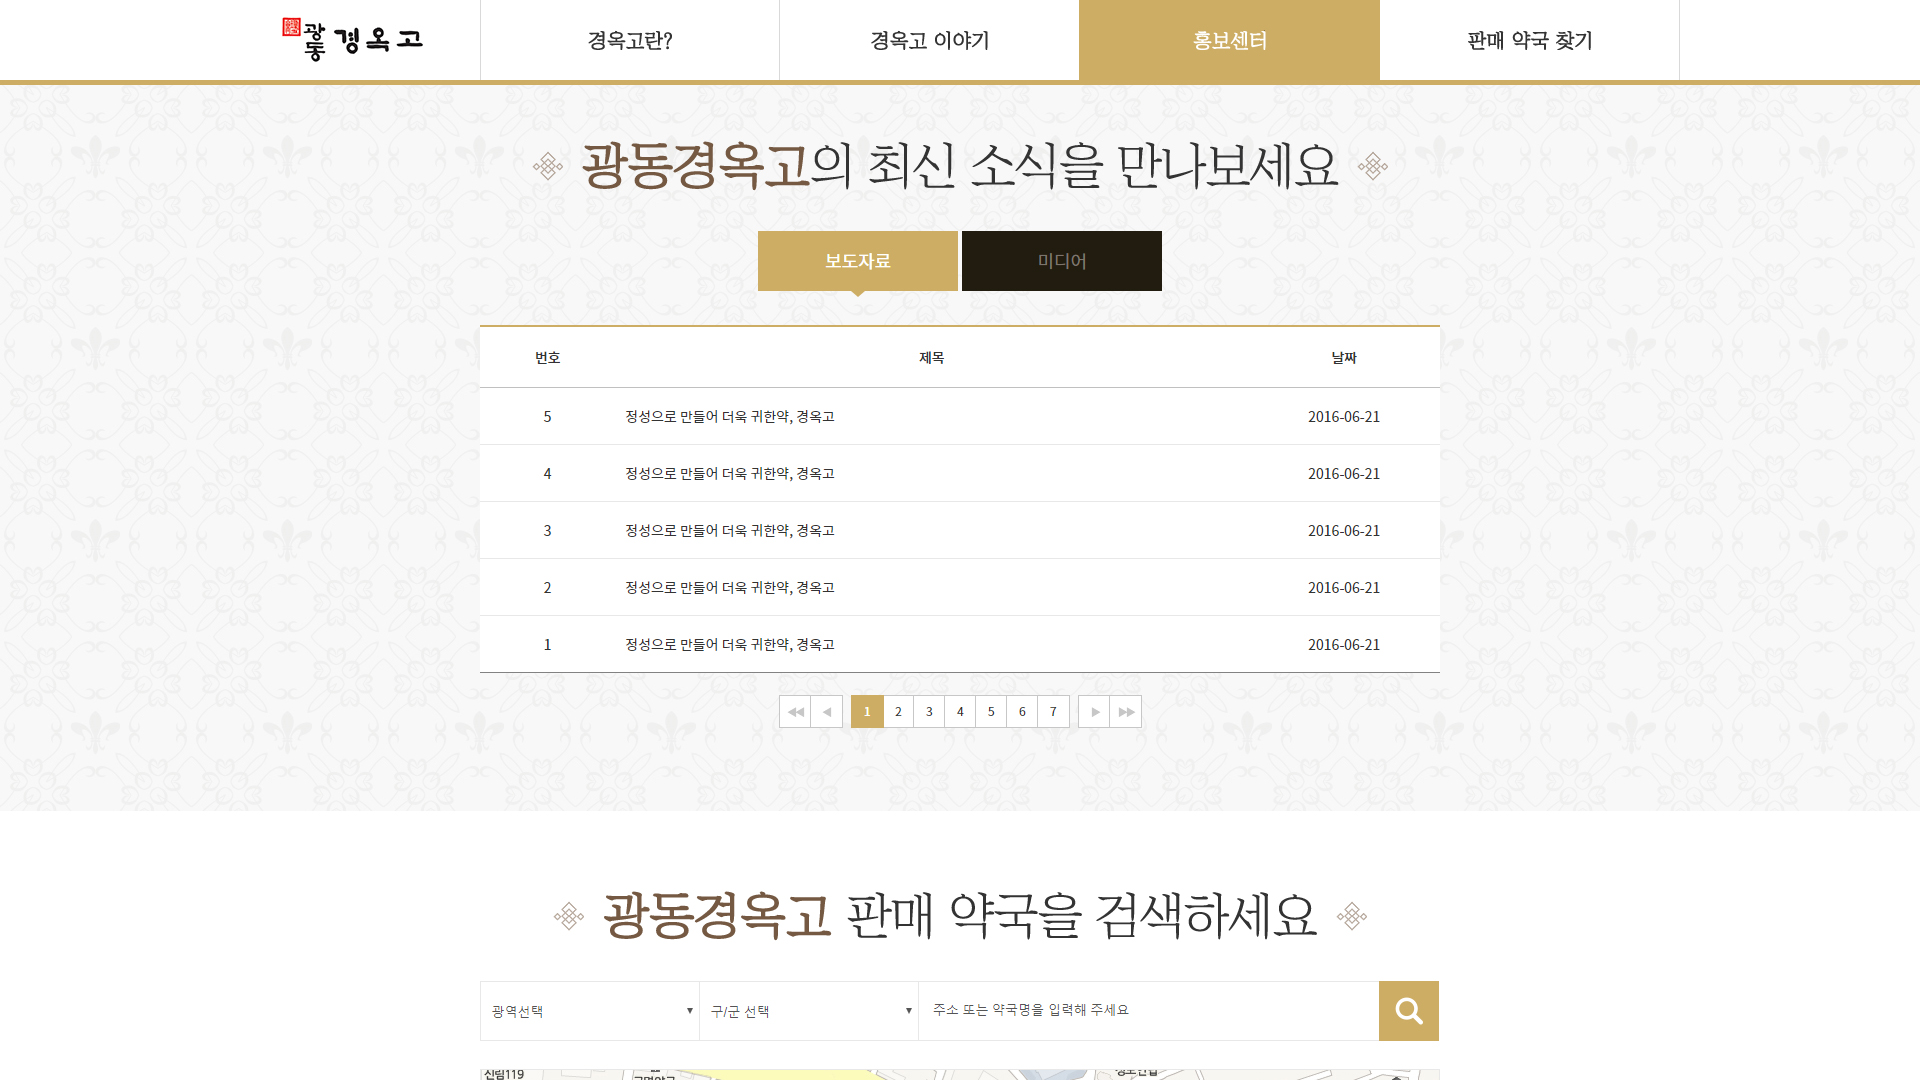 광동 경옥고
경옥고란?
경옥고 이야기
홍보센터
판매 약국 찾기
광동경옥고의 최신 소식을 만나보세요
보도자료
미디어
번호 제목 날짜
5 정성으로 만들어 더욱 귀한약, 경옥고 2016-06-21
4 정성으로 만들어 더욱 귀한약, 경옥고 2016-06-21
3 정성으로 만들어 더욱 귀한약, 경옥고 2016-06-21
2 정성으로 만들어 더욱 귀한약, 경옥고 2016-06-21
1 정성으로 만들어 더욱 귀한약, 경옥고 2016-06-21
1 2 3 4 5 6 7
광동경옥고 판매 약국을 검색하세요
광역선택
구/군 선택
주소 또는 약국명을 입력해 주세요
신림119